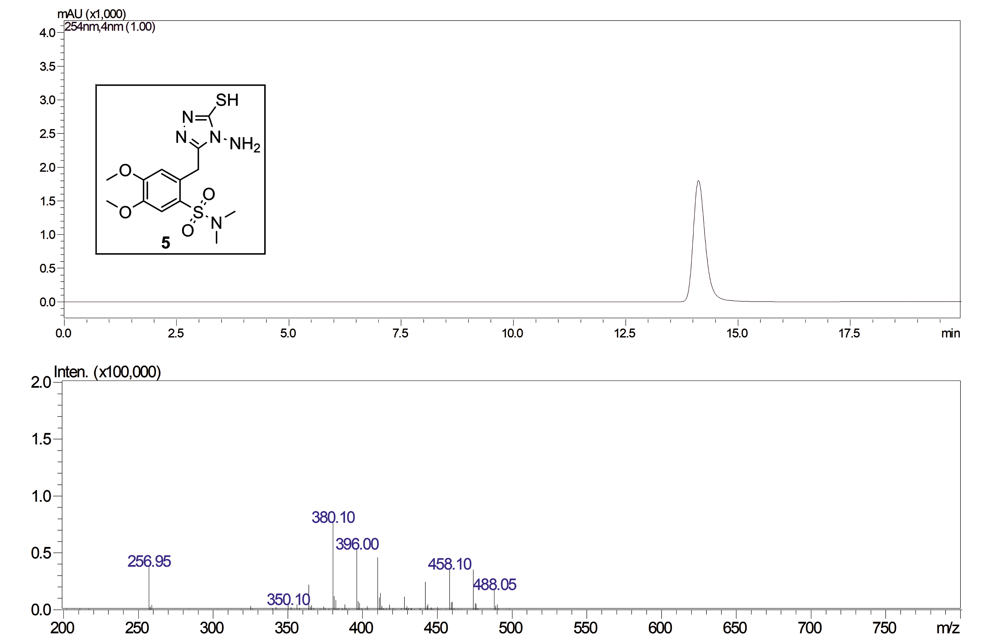 mAU (x1,000)
254nm,4nm (1.00)
4.0
3.5
3.0
2.5
2.0
1.5
1.0
0.5
0.0
SH
N
N
N
NH2
O
O
O
S
N
O
5
0.0 2.5 5.0 7.5 10.0 12.5 15.0 17.5 min
Inten. (x100,000)
2.0
1.5
1.0
0.5
0.0
380.10
396.00
256.95
458.10
488.05
350.10
200 250 300 350 400 450 500 550 600 650 700 750 m/z